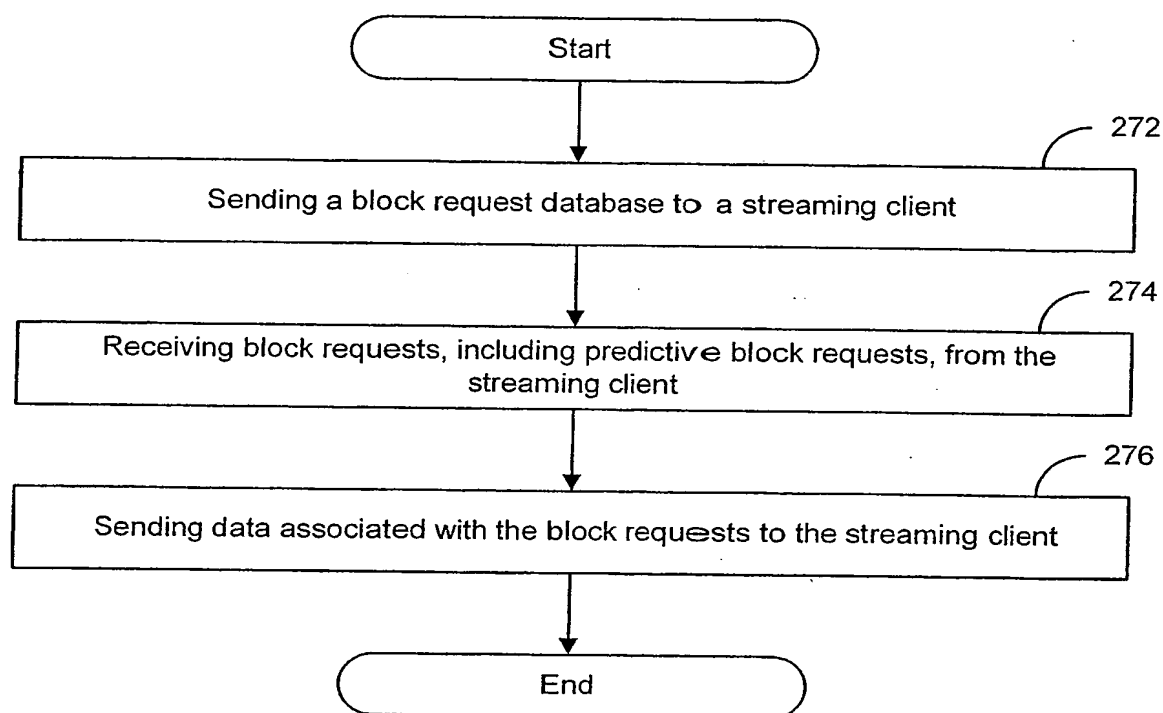 Start
272
Sending a block request database to a streaming client
274
Receiving block requests, including predictive block requests, from the
streaming client
276
Sending data associated with the block requests to the streaming client
End